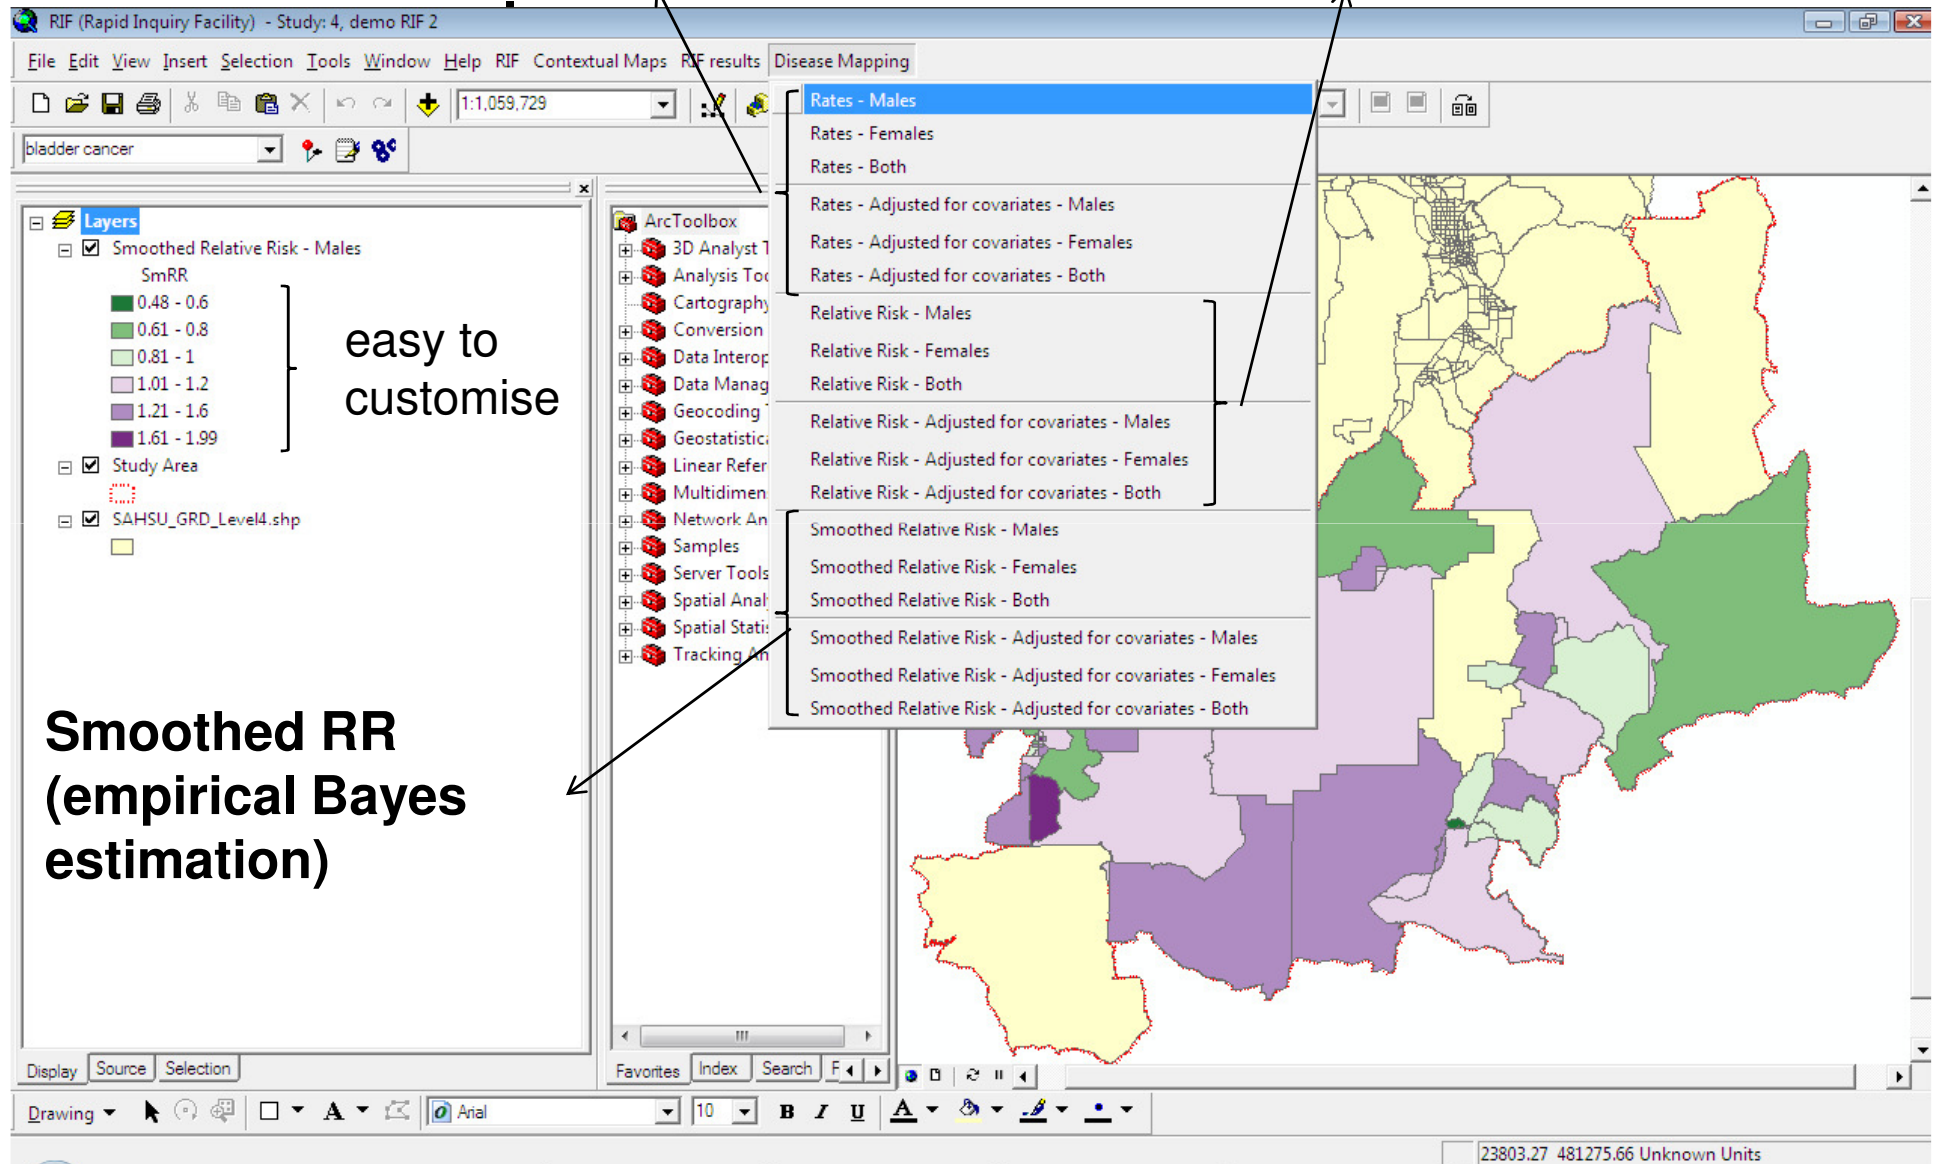 RIF (Rapid Inquiry Facility) - Study: 4, demo RIF 2
File Edit View Insert Selection Tools Window Help RIF Contextual Maps RIF results Disease Mapping
1:1,059,729
bladder cancer
Layers
Smoothed Relative Risk - Males
SmRR
0.48 - 0.6
0.61 - 0.8
0.81 - 1
1.01 - 1.2
1.21 - 1.6
1.61 - 1.99
Study Area
SAHSU_GRD_Level4.shp
easy to
customise
Smoothed RR
(empirical Bayes
estimation)
Display Source Selection
ArcToolbox
3D Analyst T
Analysis Too
Cartography
Conversion
Data Interop
Data Manag
Geocoding
Geostatistica
Linear Refer
Multidimen
Network An
Samples
Server Tools
Spatial Anal
Spatial Statis
Tracking An
Favorites Index Search
Rates - Males
Rates - Females
Rates - Both
Rates - Adjusted for covariates - Males
Rates - Adjusted for covariates - Females
Rates - Adjusted for covariates - Both
Relative Risk - Males
Relative Risk - Females
Relative Risk - Both
Relative Risk - Adjusted for covariates - Males
Relative Risk - Adjusted for covariates - Females
Relative Risk - Adjusted for covariates - Both
Smoothed Relative Risk - Males
Smoothed Relative Risk - Females
Smoothed Relative Risk - Both
Smoothed Relative Risk - Adjusted for covariates - Males
Smoothed Relative Risk - Adjusted for covariates - Females
Smoothed Relative Risk - Adjusted for covariates - Both
Drawing A Arial 10 B I U A
23803.27 481275.66 Unknown Units